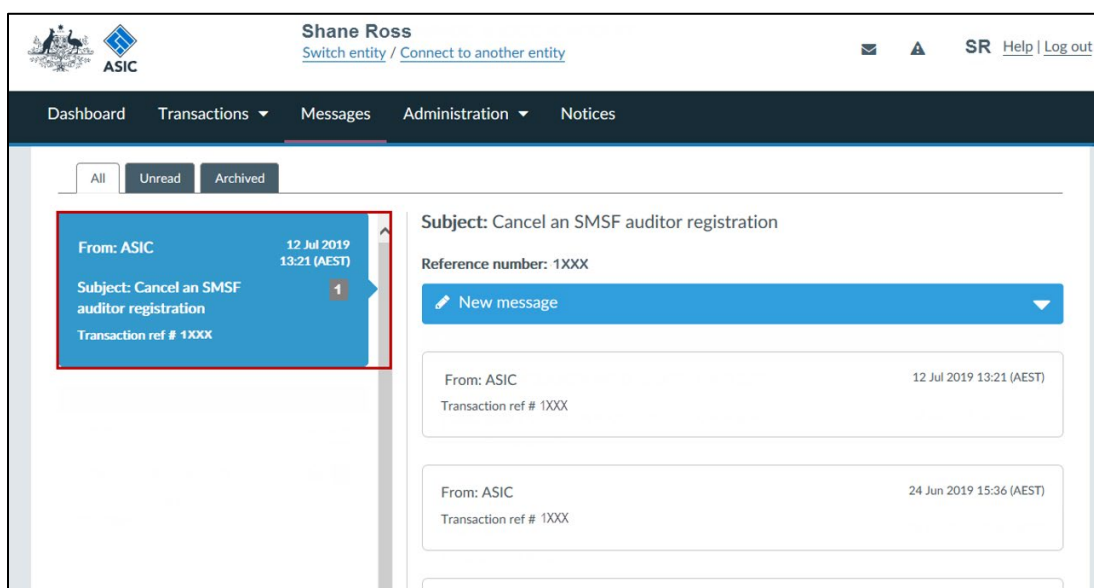 Shane Ross
ASIC
Switch entity / Connect to another entity
SR Help | Log out
Dashboard Transactions Messages Administration Notices
All Unread Archived
From: ASIC 12 Jul 2019
13:21 (AEST)
Subject: Cancel an SMSF 1
auditor registration
Transaction ref # 1XXX
Subject: Cancel an SMSF auditor registration
Reference number: 1XXX
New message
From: ASIC 12 Jul 2019 13:21 (AEST)
Transaction ref # 1XXX
From: ASIC 24 Jun 2019 15:36 (AEST)
Transaction ref # 1XXX